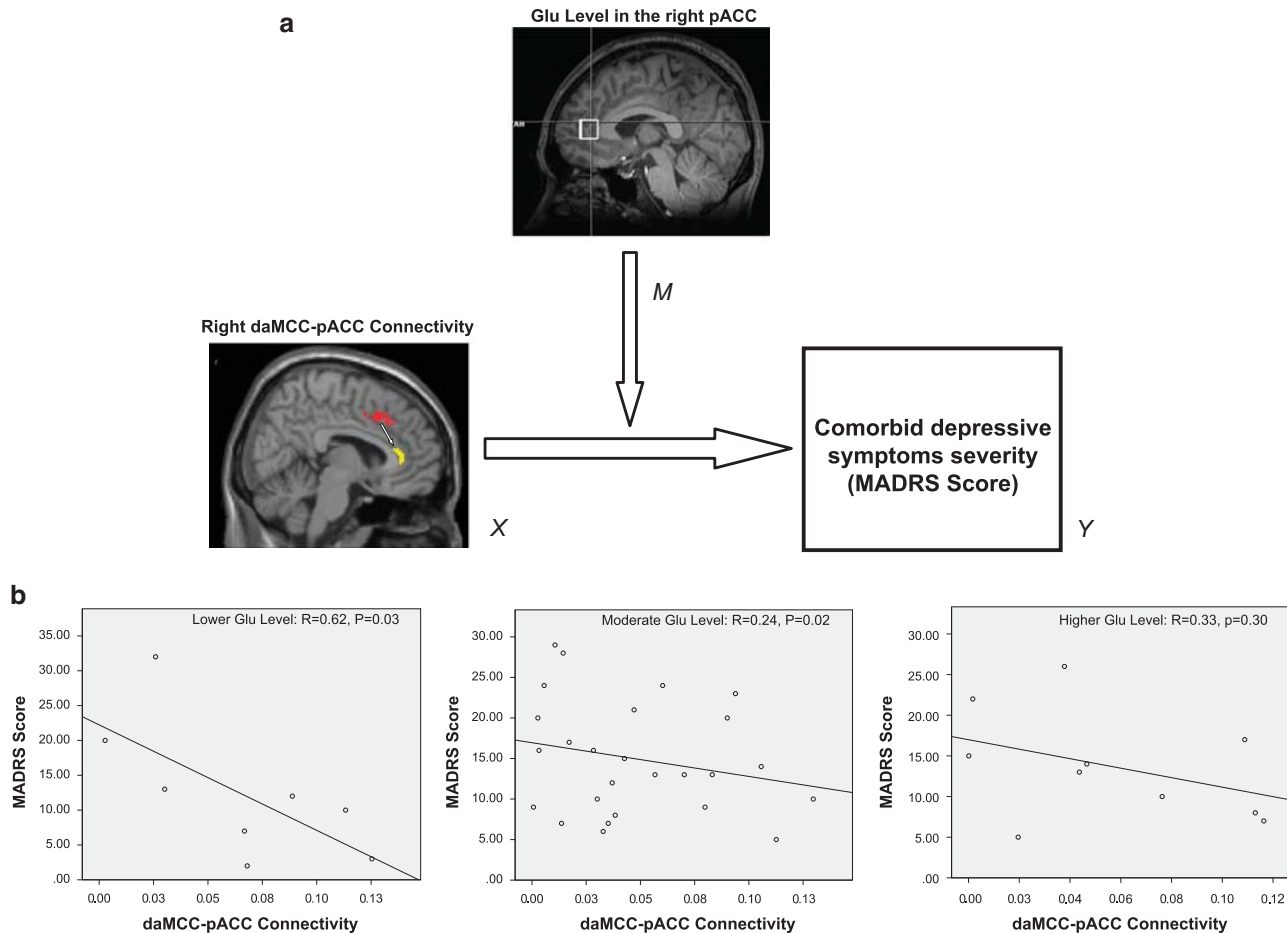 a
Glu Level in the right pACC
M
Right daMCC-pACC Connectivity
X
Comorbid depressive
symptoms severity
(MADRS Score)
Y
b
Lower Glu Level: R=0.62, P=0.03
35.00
30.00
25.00
20.00
15.00
10.00
5.00
.00
MADRS Score
0.00 0.03 0.05 0.08 0.10 0.13
daMCC-pACC Connectivity
Moderate Glu Level: R=0.24, P=0.02
30.00
25.00
20.00
15.00
10.00
5.00
.00
MADRS Score
0.00 0.03 0.05 0.08 0.10 0.13
daMCC-pACC Connectivity
Higher Glu Level: R=0.33, p=0.30
30.00
25.00
20.00
15.00
10.00
5.00
.00
MADRS Score
0.00 0.03 0.04 0.06 0.08 0.10 0.12
daMCC-pACC Connectivity